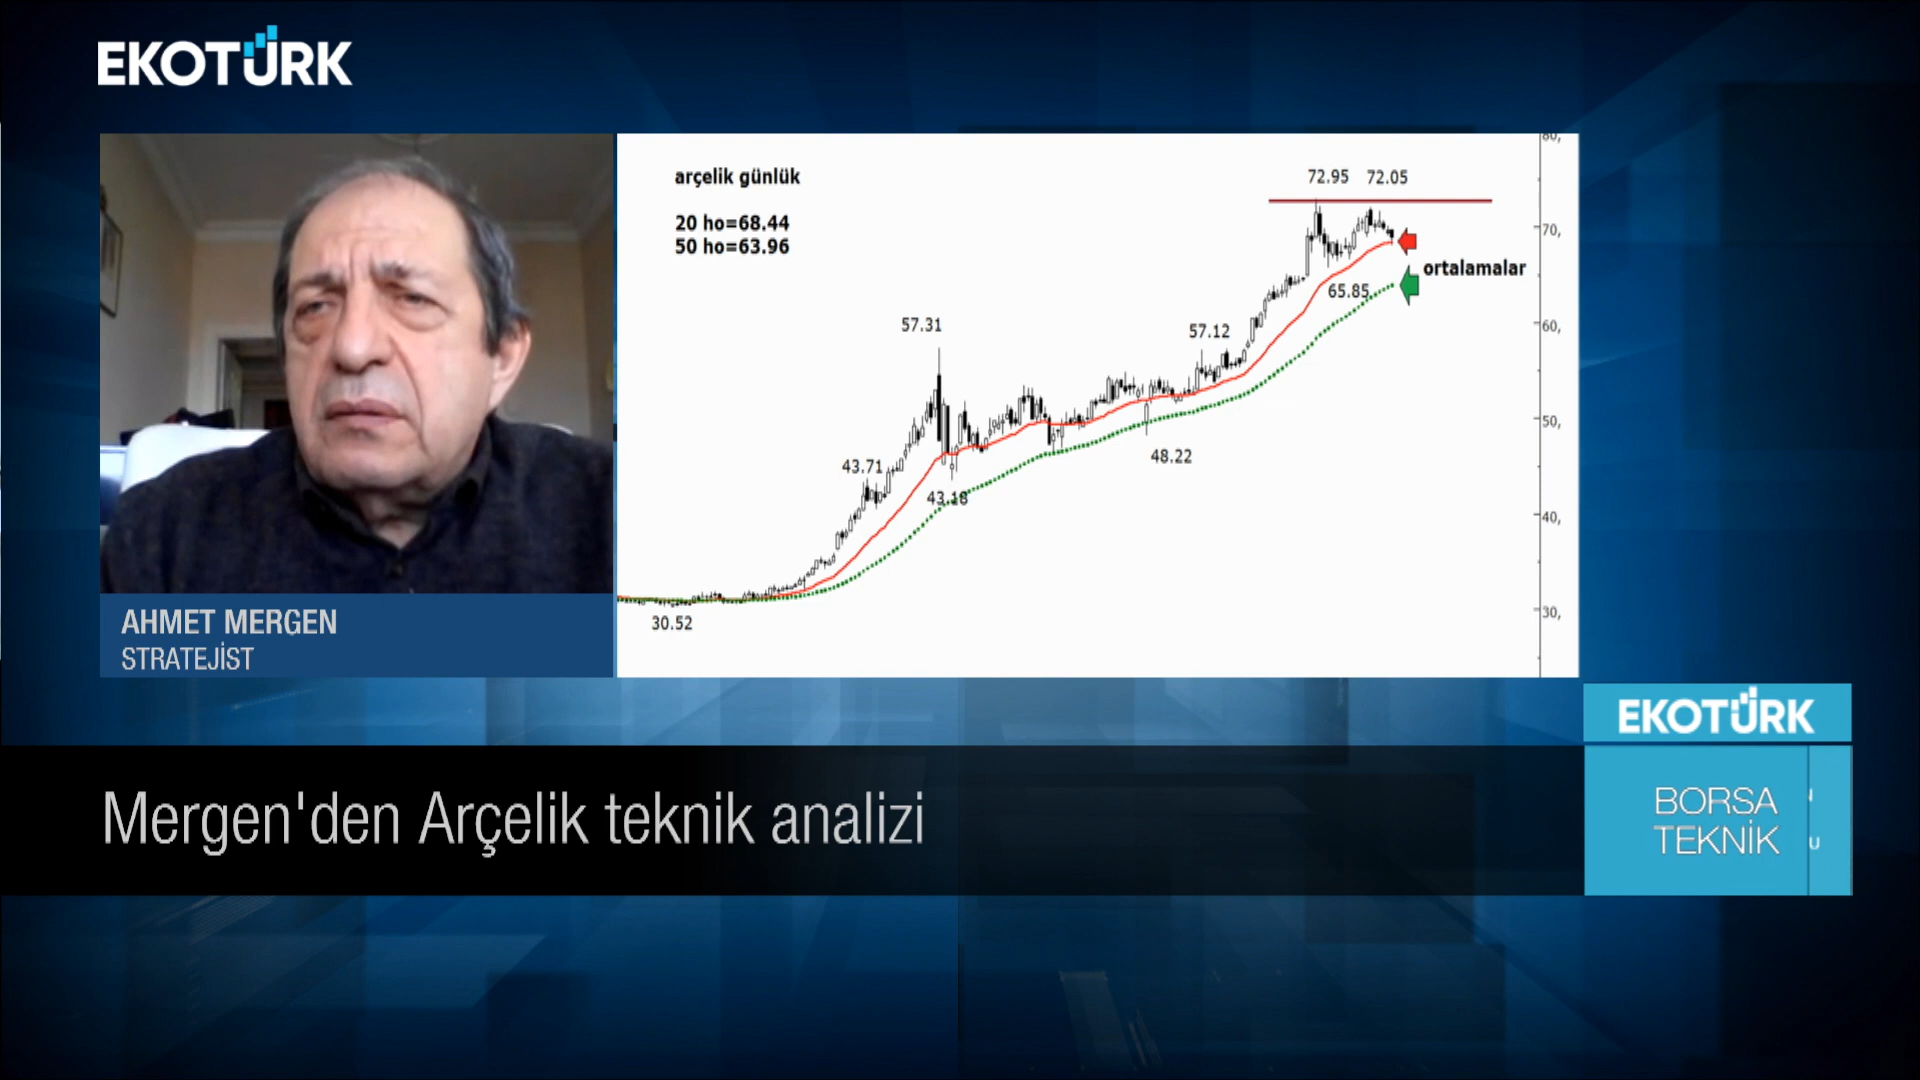 EKOTÜRK
arçelik günlük
20 ho=68.44
50 ho=63.96
72.95 72.05
80,
70,
60,
50,
40,
30,
ortalamalar
65.85
57.31
57.12
43.71
43.18
48.22
30.52
AHMET MERGEN
STRATEJİST
EKOTÜRK
Mergen'den Arçelik teknik analizi
BORSA
TEKNİK
U